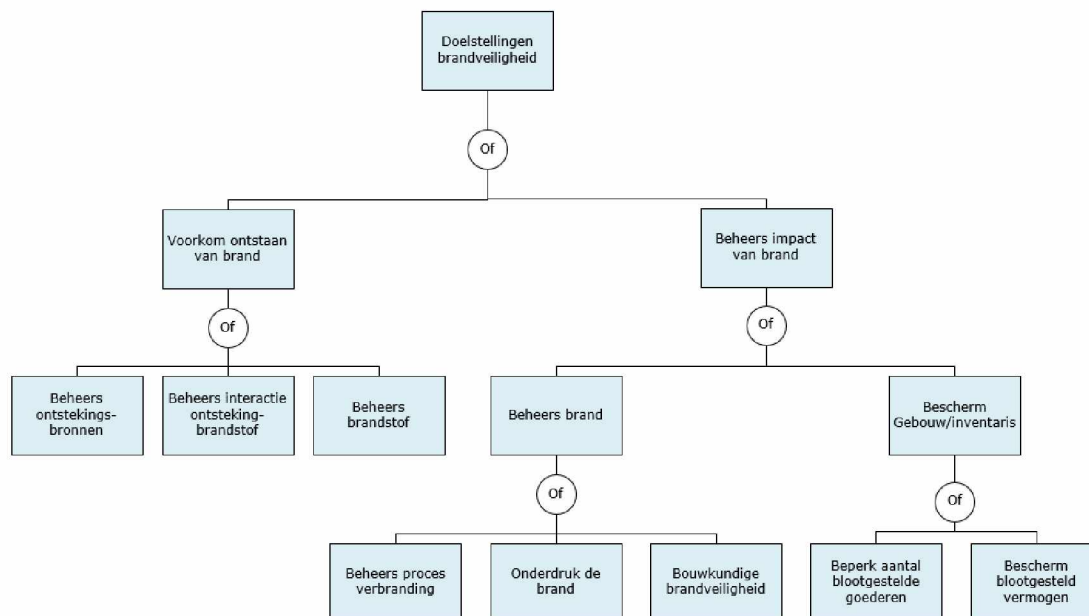 Doelstellingen
brandveiligheid
Of
Voorkom ontstaan
van brand
Beheers impact
van brand
Of
Of
Beheers
ontstekings-
bronnen
Beheers interactie
ontsteking-
brandstof
Beheers
brandstof
Beheers brand
Bescherm
Gebouw/inventaris
Of
Of
Beheers proces
verbranding
Onderdruk de
brand
Bouwkundige
brandveiligheid
Beperk aantal
blootgestelde
goederen
Bescherm
blootgesteld
vermogen